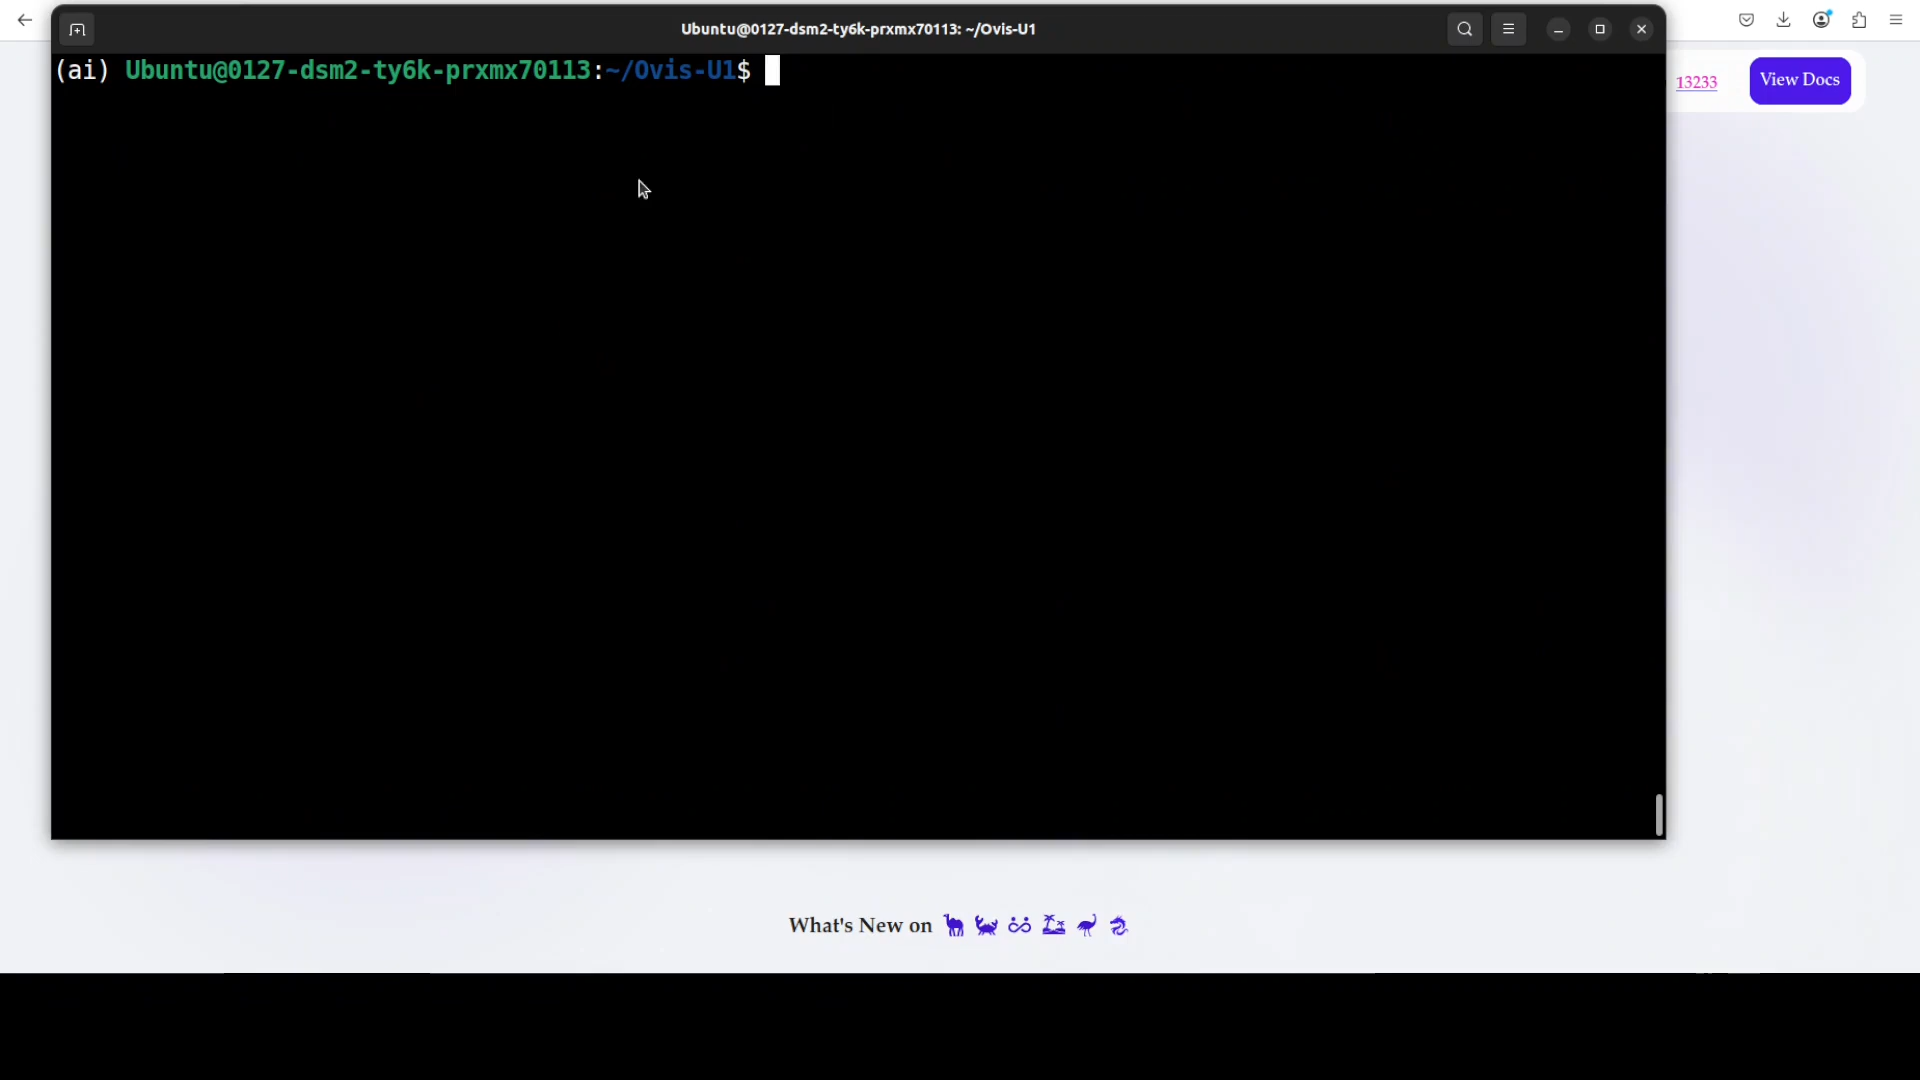 Ubuntu@0127-dsm2-ty6k-prxmx70113: ~/Ovis-U1
(ai) Ubuntu@0127-dsm2-ty6k-prxmx70113:~/Ovis-U1$
13233
View Docs
What's New on